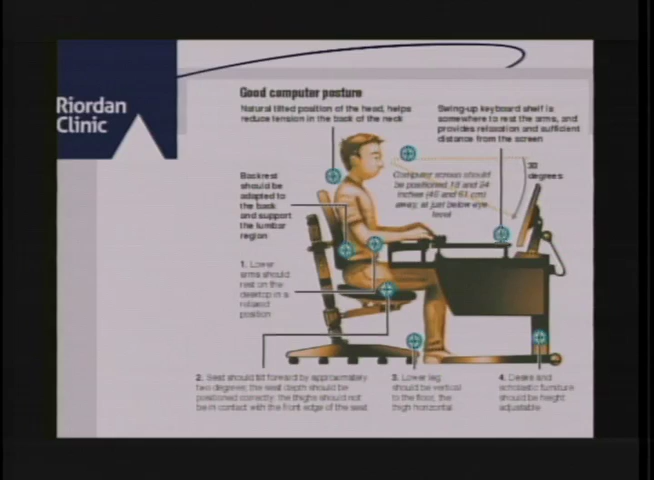 Riordan
Clinic
Good computer posture
Natural tilted position of the head, helps
reduce tension in the back of the neck
Swing-up keyboard shelf is
somewhere to rest the arms, and
provides relaxation and sufficient
distance from the screen
30
degrees
Computer screen should
be positioned 18 and 24
inches (46 and 61 cm)
away, at just below eye
level
Backrest
should be
adapted to
the back
and support
the lumbar
region
1. Lower
arms should
rest on the
desktop in a
relaxed
position
2. Seat should tilt forward by approximately
two degrees; the seat depth should be
positioned correctly; the thighs should not
be in contact with the front edge of the seat
3. Lower leg
should be vertical
to the floor, the
thigh horizontal
4. Desks and
furniture
should be height
adjustable